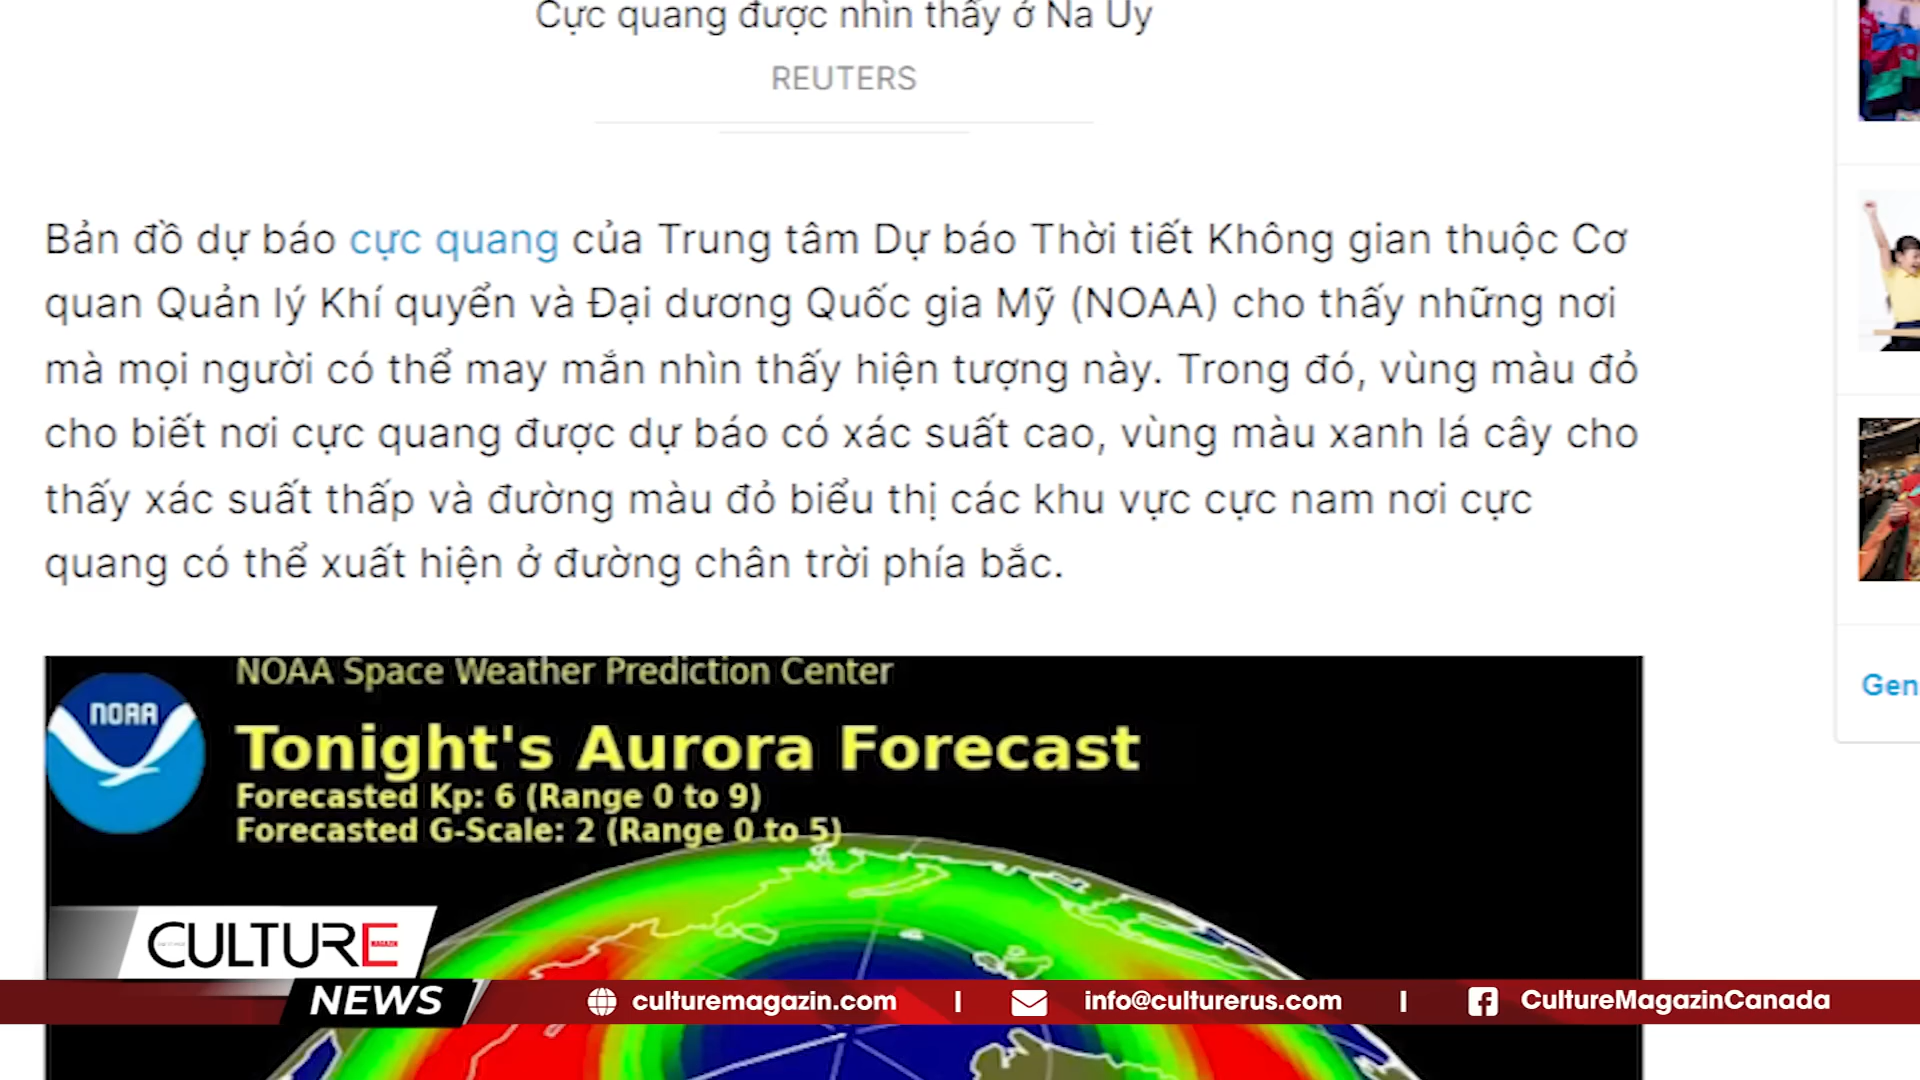 Cực quang được nhìn thấy ở Na Uy
REUTERS
Bản đồ dự báo cực quang của Trung tâm Dự báo Thời tiết Không gian thuộc Cơ
quan Quản lý Khí quyển và Đại dương Quốc gia Mỹ (NOAA) cho thấy những nơi
mà mọi người có thể may mắn nhìn thấy hiện tượng này. Trong đó, vùng màu đỏ
cho biết nơi cực quang được dự báo có xác suất cao, vùng màu xanh lá cây cho
thấy xác suất thấp và đường màu đỏ biểu thị các khu vực cực nam nơi cực
quang có thể xuất hiện ở đường chân trời phía bắc.
Gen
NOAA Space Weather Prediction Center
NOAA
Tonight's Aurora Forecast
Forecasted Kp: 6 (Range 0 to 9)
Forecasted G-Scale: 2 (Range 0 to 5)
CULTURE
NEWS
culturemagazin.com | info@culturerus.com | CultureMagazinCanada